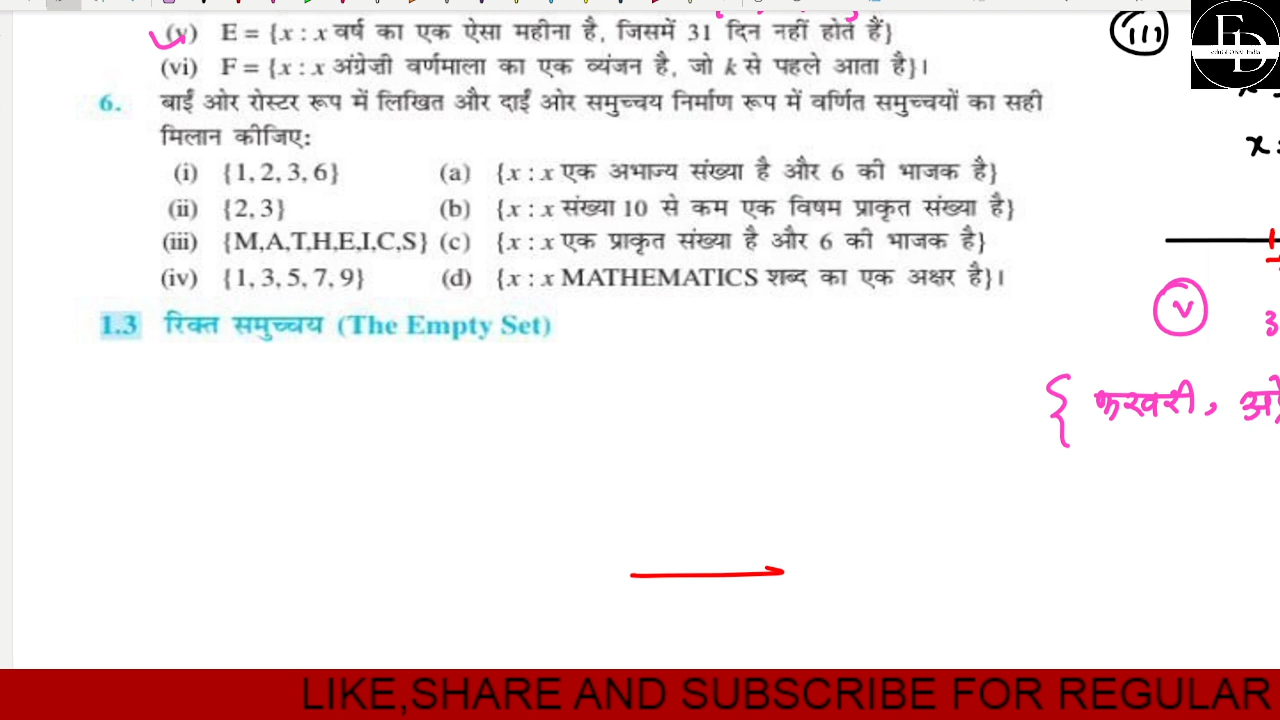 (v) E = {x : x वर्ष का एक ऐसा महीना है, जिसमें 31 दिन नहीं होते हैं}
(iii)
(vi) F = {x : x अंग्रेज़ी वर्णमाला का एक व्यंजन है, जो k से पहले आता है}।
6. बाईं ओर रोस्टर रूप में लिखित और दाईं ओर समुच्चय निर्माण रूप में वर्णित समुच्चयों का सही
मिलान कीजिए:
x =
(i) {1, 2, 3, 6} (a) {x : x एक अभाज्य संख्या है और 6 की भाजक है}
(ii) {2, 3} (b) {x : x संख्या 10 से कम एक विषम प्राकृत संख्या है}
(iii) {M,A,T,H,E,I,C,S} (c) {x : x एक प्राकृत संख्या है और 6 की भाजक है}
(iv) {1, 3, 5, 7, 9} (d) {x : x MATHEMATICS शब्द का एक अक्षर है}।
1.3 रिक्त समुच्चय (The Empty Set)
V
3
{ फरवरी,
LIKE,SHARE AND SUBSCRIBE FOR REGULAR